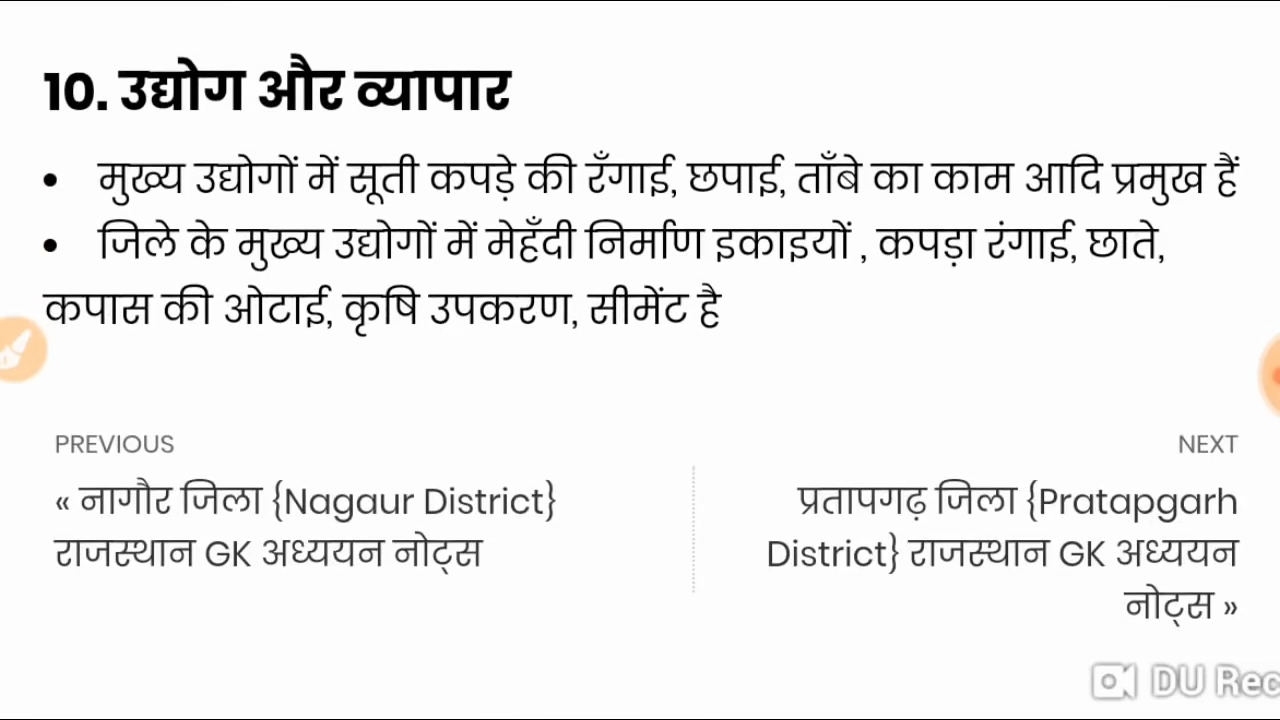 10. उद्योग और व्यापार
• मुख्य उद्योगों में सूती कपड़े की रँगाई, छपाई, ताँबे का काम आदि प्रमुख हैं
• जिले के मुख्य उद्योगों में मेहँदी निर्माण इकाइयों , कपड़ा रंगाई, छाते,
कपास की ओटाई, कृषि उपकरण, सीमेंट है
PREVIOUS
« नागौर जिला {Nagaur District}
राजस्थान GK अध्ययन नोट्स
NEXT
प्रतापगढ़ जिला {Pratapgarh
District} राजस्थान GK अध्ययन
नोट्स »
DU Rec